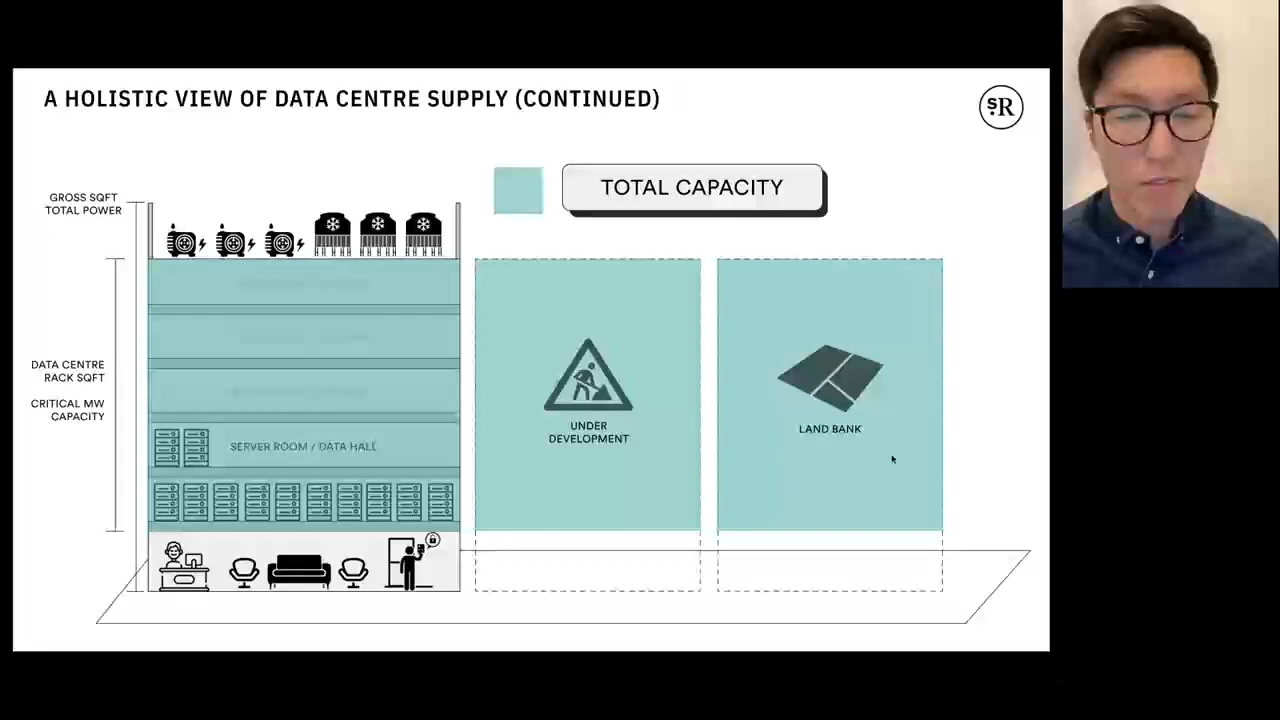 A HOLISTIC VIEW OF DATA CENTRE SUPPLY (CONTINUED)
SR
TOTAL CAPACITY
GROSS SQFT
TOTAL POWER
DATA CENTRE
RACK SQFT
CRITICAL MW
CAPACITY
SERVER ROOM / DATA HALL
UNDER
DEVELOPMENT
LAND BANK